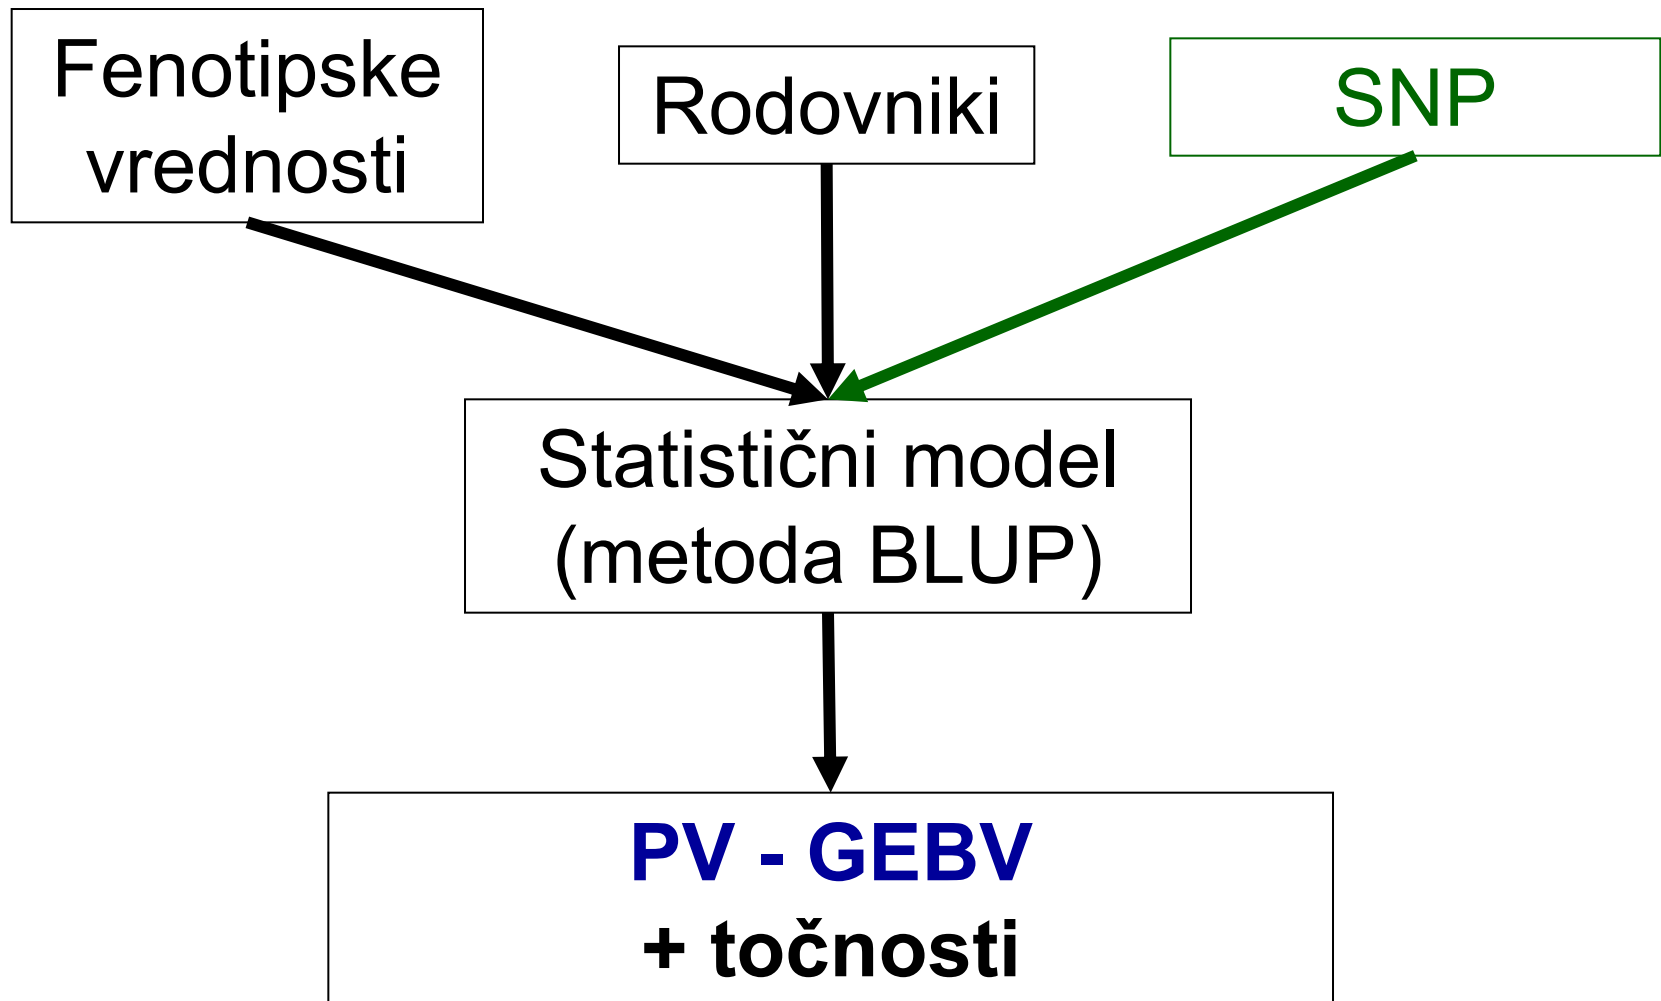 Fenotipske
vrednosti
Rodovniki
SNP
Statistični model
(metoda BLUP)
PV - GEBV
+ točnosti